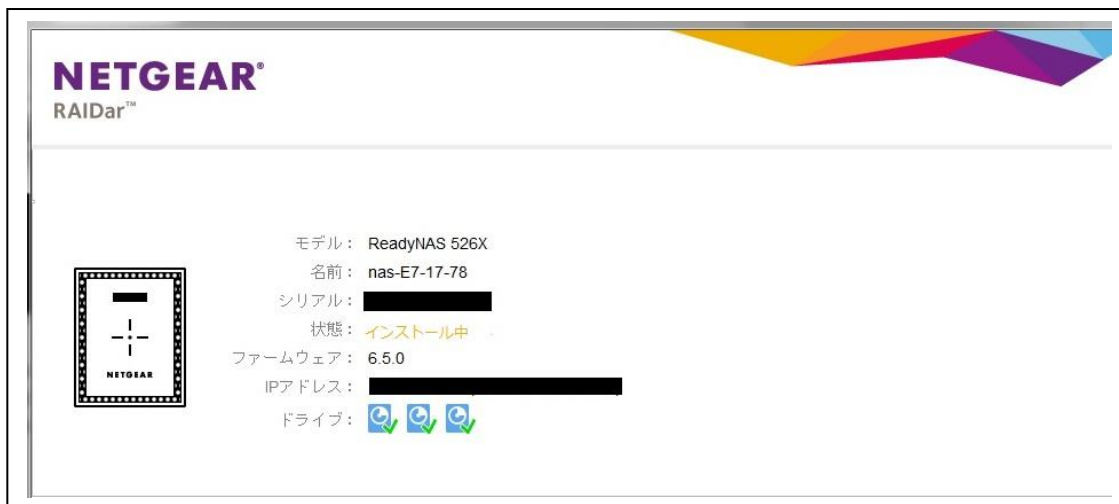 NETGEAR®
RAIDar™
モデル： ReadyNAS 526X
名前： nas-E7-17-78
シリアル：
状態： インストール中
ファームウェア： 6.5.0
IPアドレス：
ドライブ：
NETGEAR